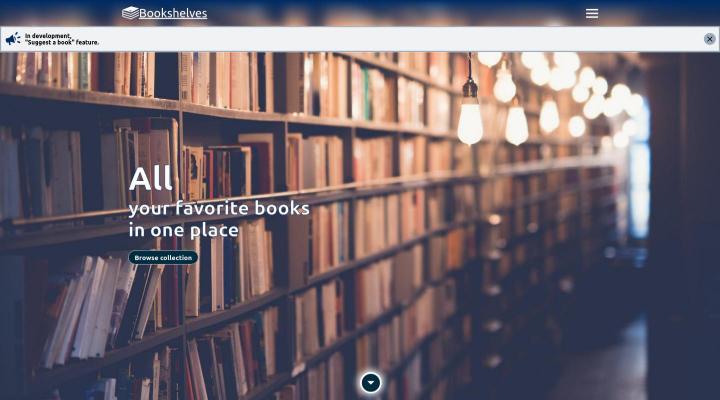 Bookshelves
In development,
"Suggest a book" feature.
All
your favorite books
in one place
Browse collection